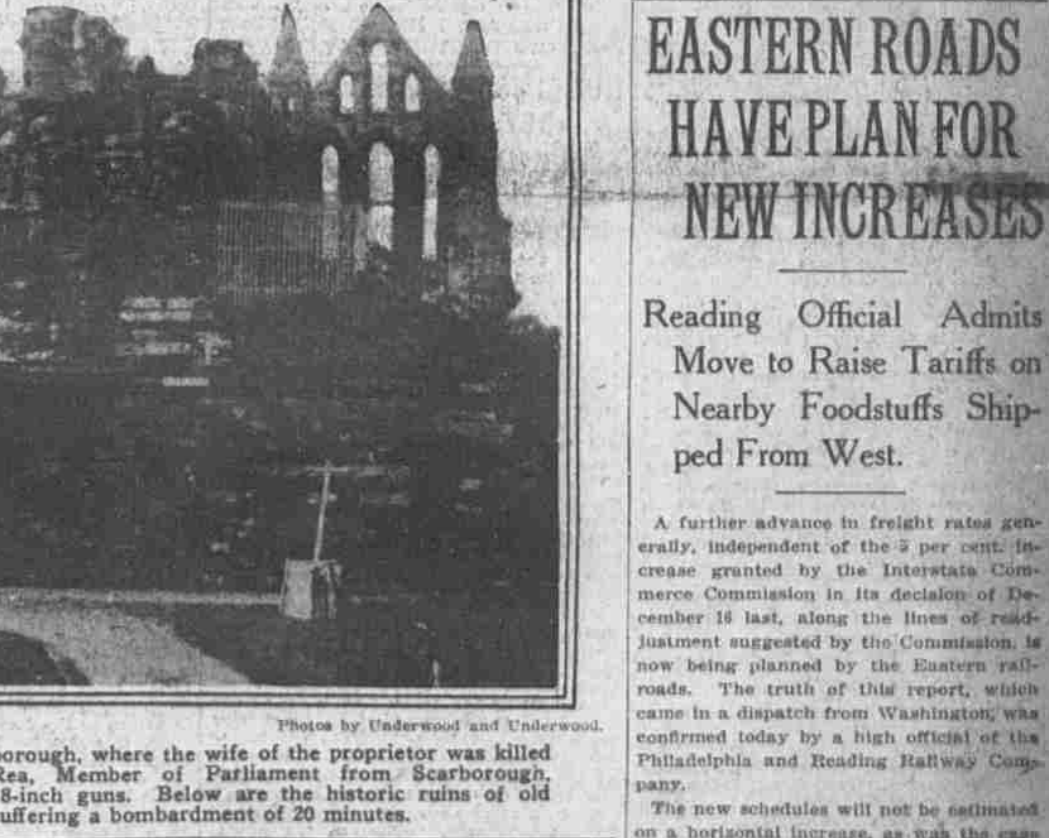 Photos by Underwood and Underwood.
borough, where the wife of the proprietor was killed
Rea, Member of Parliament from Scarborough,
8-inch guns. Below are the historic ruins of old
uffering a bombardment of 20 minutes.
EASTERN ROADS
HAVE PLAN FOR
NEW INCREASES
Reading Official Admits
Move to Raise Tariffs on
Nearby Foodstuffs Ship-
ped From West.
A further advance in freight rates gen-
erally, independent of the 5 per cent. in-
crease granted by the Interstate Com-
merce Commission in its decision of De-
cember 16 last, along the lines of read-
justment suggested by the Commission, is
now being planned by the Eastern rail-
roads. The truth of this report, which
came in a dispatch from Washington, was
confirmed today by a high official of the
Philadelphia and Reading Railway Com-
pany.
The new schedules will not be estimated
on a horizontal increase, as was the